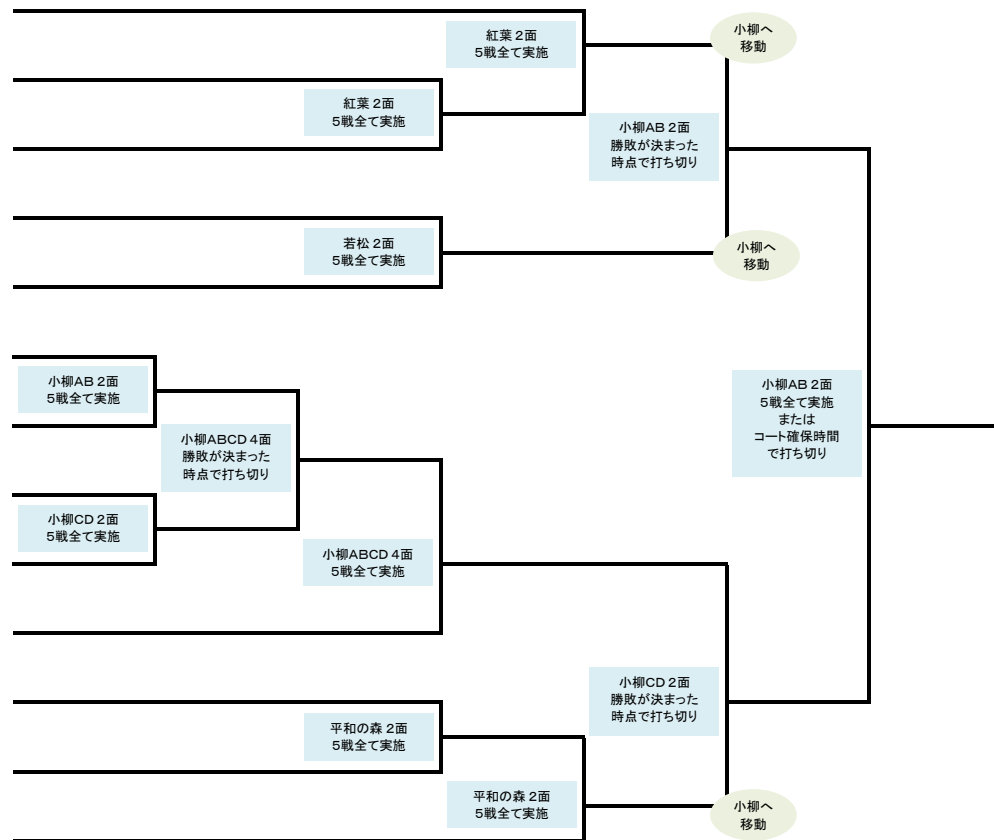 紅葉 2面
5戦全て実施
小柳へ
移動
紅葉 2面
5戦全て実施
小柳AB 2面
勝敗が決まった
時点で打ち切り
若松 2面
5戦全て実施
小柳へ
移動
小柳AB 2面
5戦全て実施
小柳AB 2面
5戦全て実施
または
コート確保時間
で打ち切り
小柳ABCD 4面
勝敗が決まった
時点で打ち切り
小柳CD 2面
5戦全て実施
小柳ABCD 4面
5戦全て実施
小柳CD 2面
勝敗が決まった
時点で打ち切り
平和の森 2面
5戦全て実施
平和の森 2面
5戦全て実施
小柳へ
移動